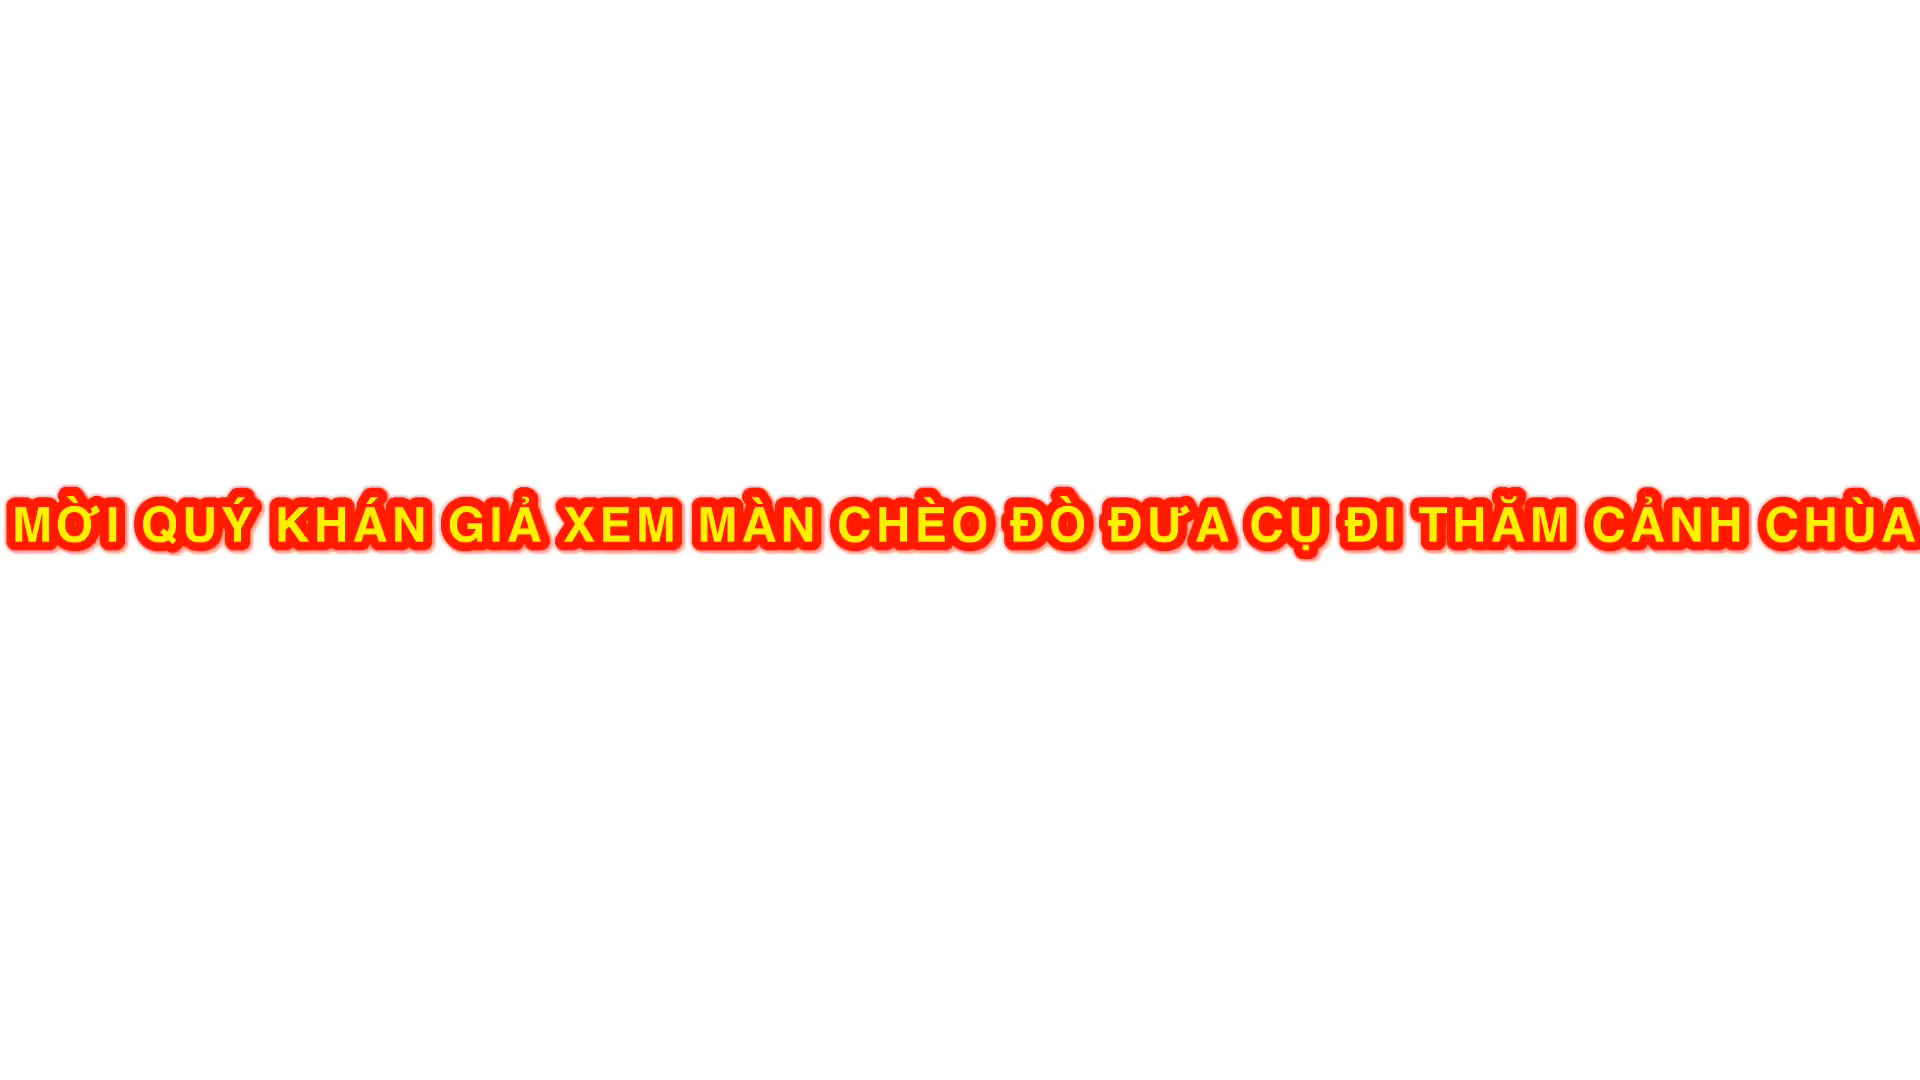 MỜI QUÝ KHÁN GIẢ XEM MÀN CHÈO ĐÒ ĐƯA CỤ ĐI THĂM CẢNH CHÙA